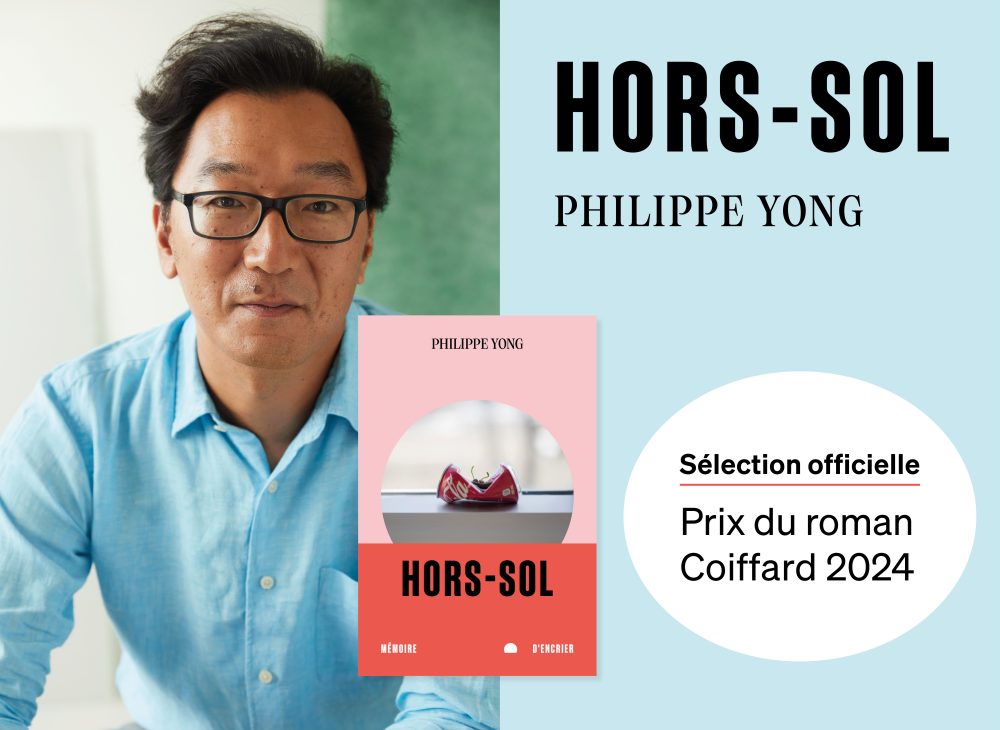 HORS-SOL
PHILIPPE YONG
PHILIPPE YONG
HORS-SOL
MÉMOIRE D'ENCRIER
Sélection officielle
Prix du roman
Coiffard 2024